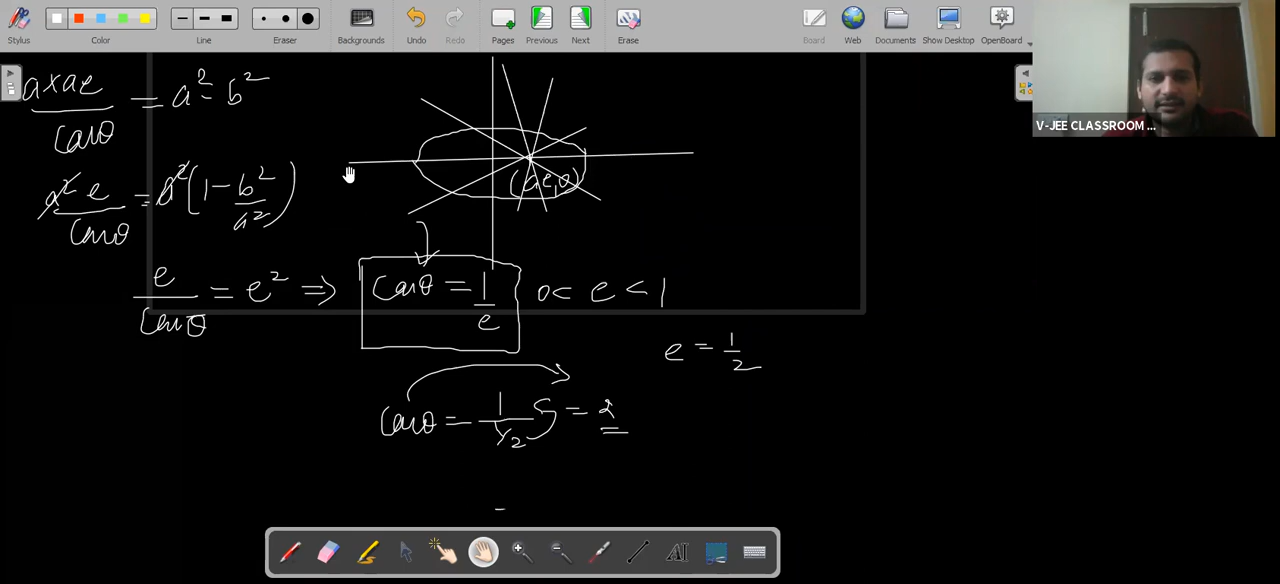 Stylus Color Line Eraser Backgrounds Undo Redo Pages Previous Next Erase Board Web Documents Show Desktop OpenBoard
V-JEE CLASSROOM ...
axae/cosθ = a² - b²
a²e/cosθ = a²(1 - b²/a²)
(ae,0)
e/cosθ = e² ⇒ cosθ = 1/e 0 < e < 1
e = 1/2
cosθ = 1/(1/2) = 2